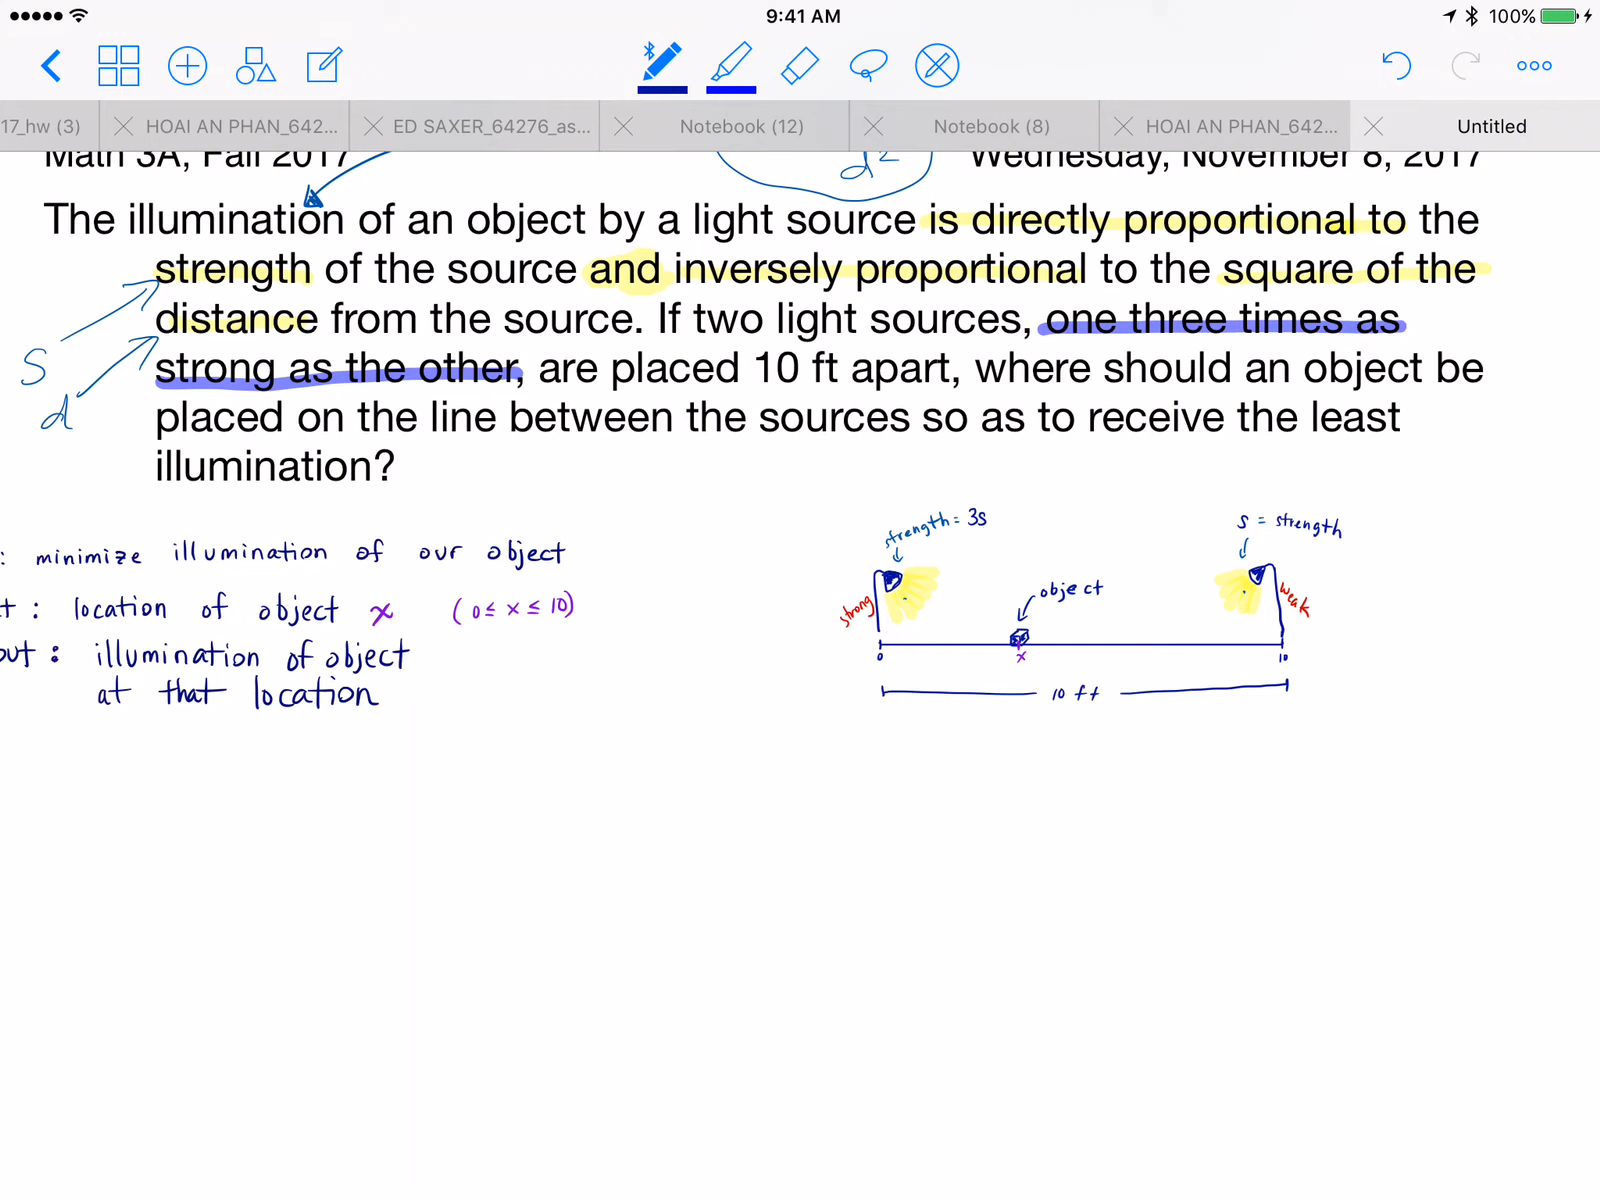 9:41 AM
100%
17_hw (3)
HOAI AN PHAN_642...
ED SAXER_64276_as...
Notebook (12)
Notebook (8)
HOAI AN PHAN_642...
Untitled
d²
Math 3A, Fall 2017
Wednesday, November 8, 2017
The illumination of an object by a light source is directly proportional to the
strength of the source and inversely proportional to the square of the
distance from the source. If two light sources, one three times as
strong as the other, are placed 10 ft apart, where should an object be
placed on the line between the sources so as to receive the least
illumination?
S
d
: minimize illumination of our object
t : location of object x (0 ≤ x ≤ 10)
out : illumination of object
at that location
strength = 3s
s = strength
strong
object
weak
0
x
10
10 ft